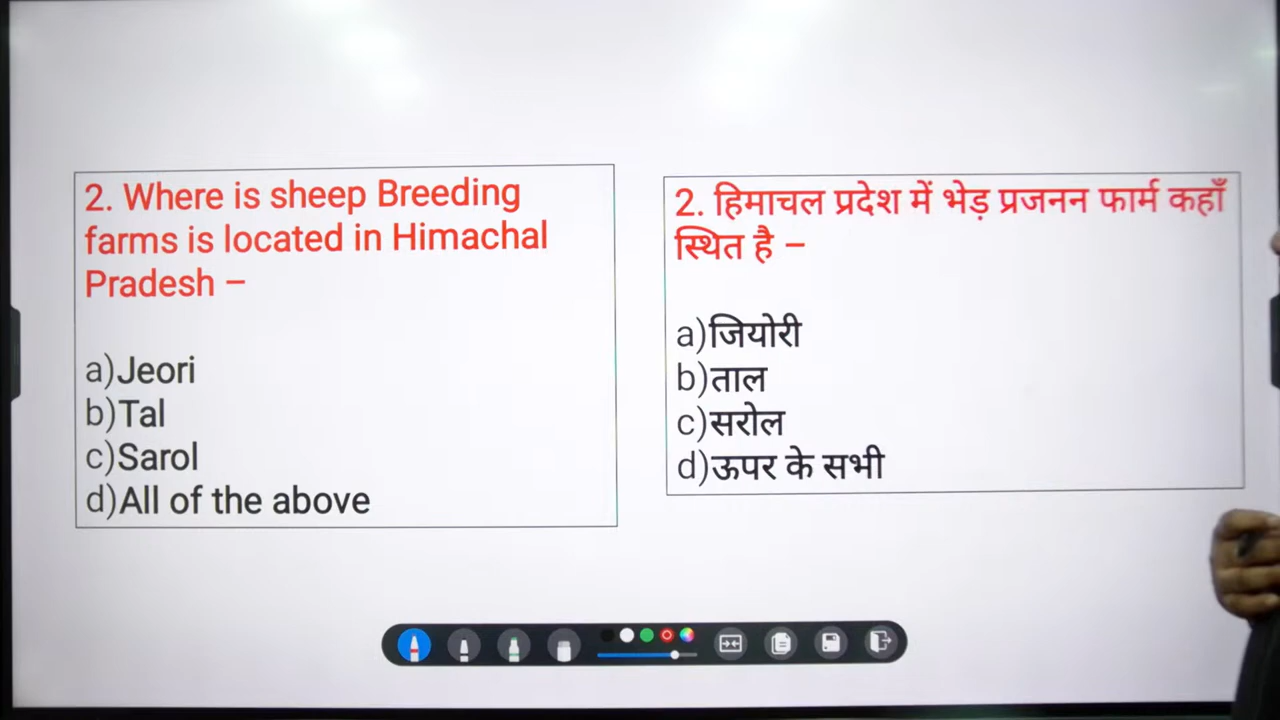 2. Where is sheep Breeding
farms is located in Himachal
Pradesh –
a)Jeori
b)Tal
c)Sarol
d)All of the above
2. हिमाचल प्रदेश में भेड़ प्रजनन फार्म कहाँ
स्थित है –
a)जियोरी
b)ताल
c)सरोल
d)ऊपर के सभी